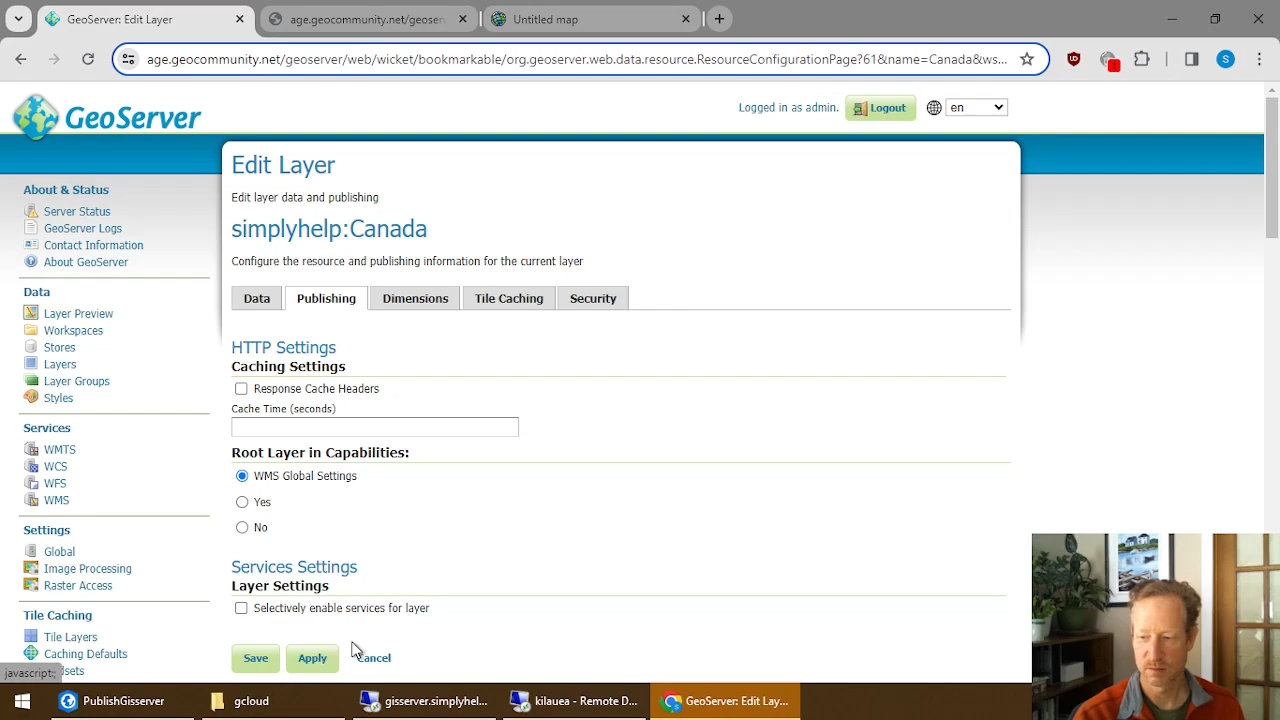 GeoServer: Edit Layer
age.geocommunity.net/geoserv
Untitled map
age.geocommunity.net/geoserver/web/wicket/bookmarkable/org.geoserver.web.data.resource.ResourceConfigurationPage?61&name=Canada&ws...
1
S
GeoServer
Logged in as admin.
Logout
en
About & Status
Server Status
GeoServer Logs
Contact Information
About GeoServer
Data
Layer Preview
Workspaces
Stores
Layers
Layer Groups
Styles
Services
WMTS
WCS
WFS
WMS
Settings
Global
Image Processing
Raster Access
Tile Caching
Tile Layers
Caching Defaults
dsets
javascript:;
Edit Layer
Edit layer data and publishing
simplyhelp:Canada
Configure the resource and publishing information for the current layer
Data
Publishing
Dimensions
Tile Caching
Security
HTTP Settings
Caching Settings
Response Cache Headers
Cache Time (seconds)
Root Layer in Capabilities:
WMS Global Settings
Yes
No
Services Settings
Layer Settings
Selectively enable services for layer
Save
Apply
Cancel
PublishGisserver
gcloud
gisserver.simplyhel...
kilauea - Remote D...
GeoServer: Edit Lay...